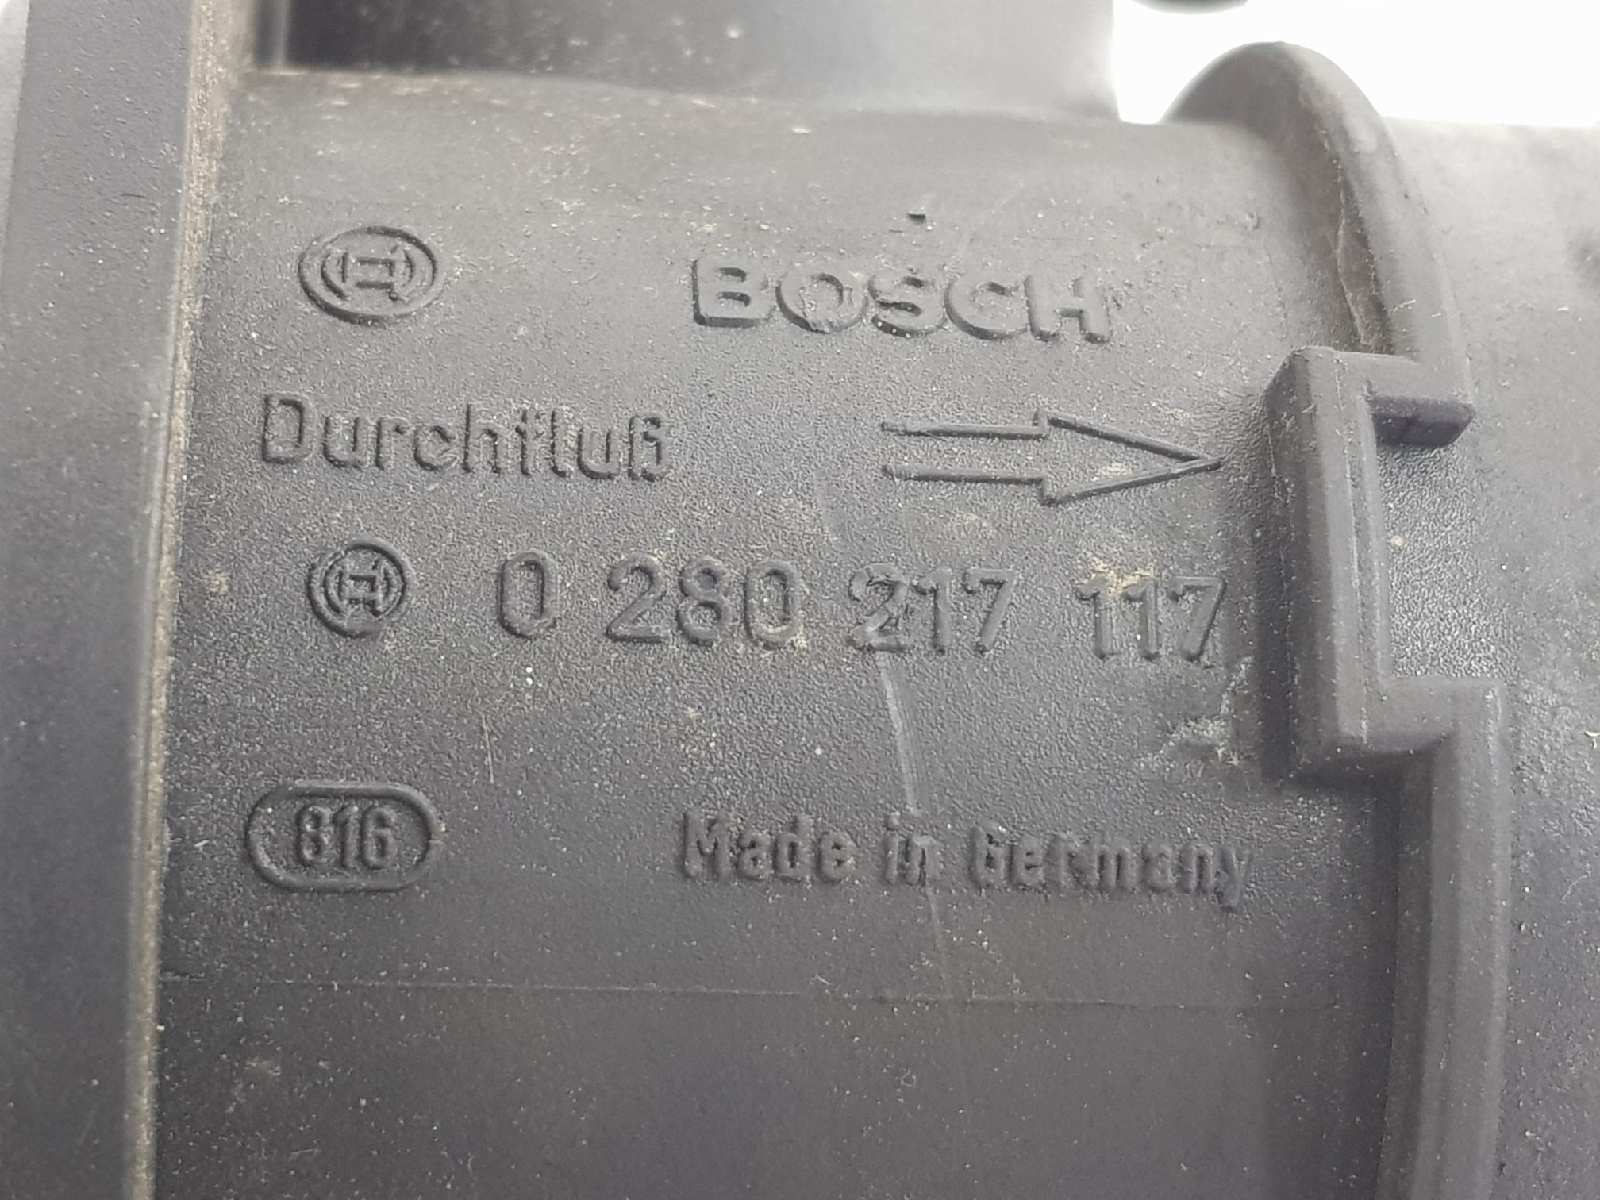 BOSCH
Durchfluß
0 280 217 117
816
Made in Germany